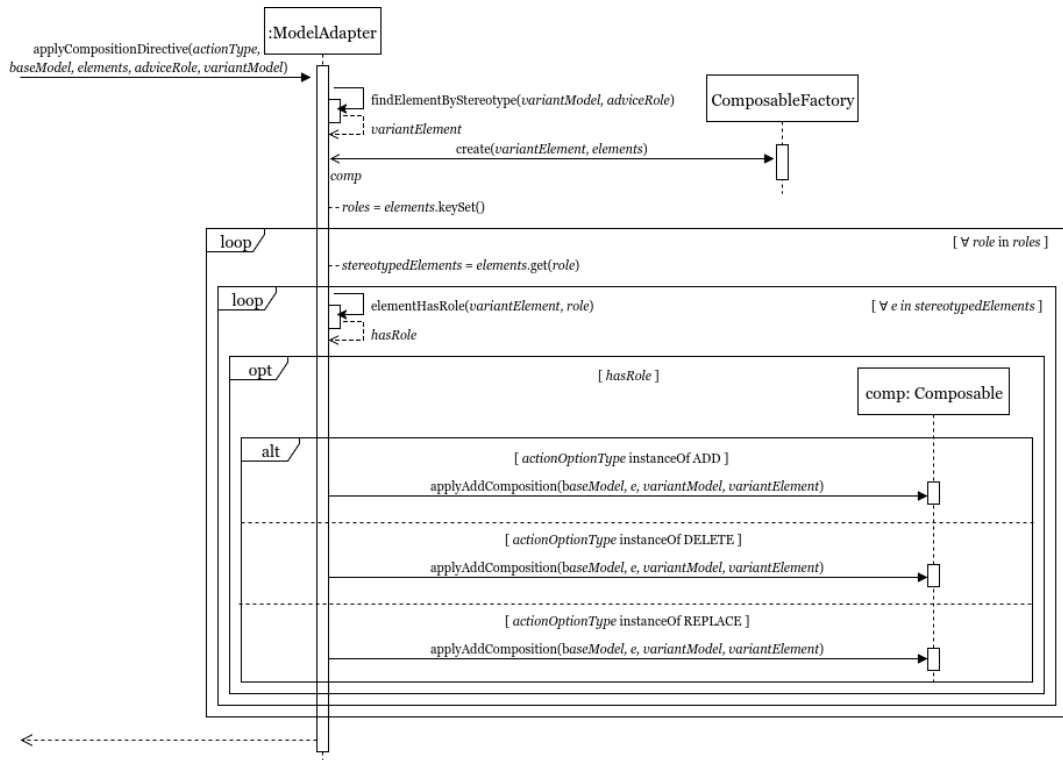 :ModelAdapter
applyCompositionDirective(actionType,
baseModel, elements, adviceRole, variantModel)
findElementByStereotype(variantModel, adviceRole)
ComposableFactory
variantElement
create(variantElement, elements)
comp
roles = elements.keySet()
loop
[ ∀ role in roles ]
stereotypedElements = elements.get(role)
loop
elementHasRole(variantElement, role)
[ ∀ e in stereotypedElements ]
hasRole
opt
[ hasRole ]
comp: Composable
alt
[ actionOptionType instanceOf ADD ]
applyAddComposition(baseModel, e, variantModel, variantElement)
[ actionOptionType instanceOf DELETE ]
applyAddComposition(baseModel, e, variantModel, variantElement)
[ actionOptionType instanceOf REPLACE ]
applyAddComposition(baseModel, e, variantModel, variantElement)